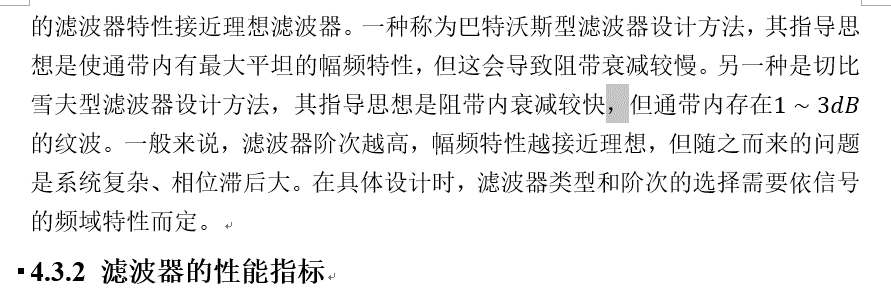 的滤波器特性接近理想滤波器。一种称为巴特沃斯型滤波器设计方法，其指导思
想是使通带内有最大平坦的幅频特性，但这会导致阻带衰减较慢。另一种是切比
雪夫型滤波器设计方法，其指导思想是阻带内衰减较快，但通带内存在1 ~ 3dB
的纹波。一般来说，滤波器阶次越高，幅频特性越接近理想，但随之而来的问题
是系统复杂、相位滞后大。在具体设计时，滤波器类型和阶次的选择需要依信号
的频域特性而定。
4.3.2 滤波器的性能指标